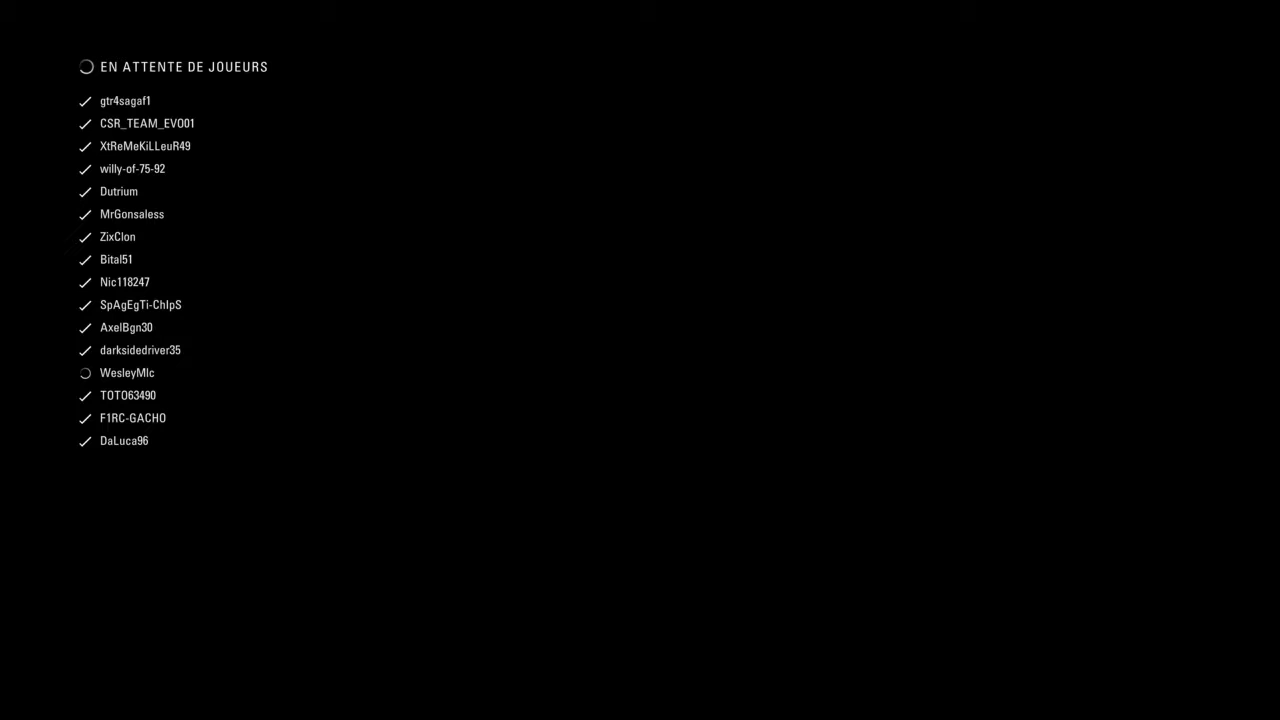 EN ATTENTE DE JOUEURS
gtr4sagaf1
CSR_TEAM_EVO01
XtReMeKiLLeuR49
willy-of-75-92
Dutrium
MrGonsaless
ZixClon
Bital51
Nic118247
SpAgEgTi-ChIpS
AxelBgn30
darksidedriver35
WesleyMlc
TOTO63490
F1RC-GACHO
DaLuca96